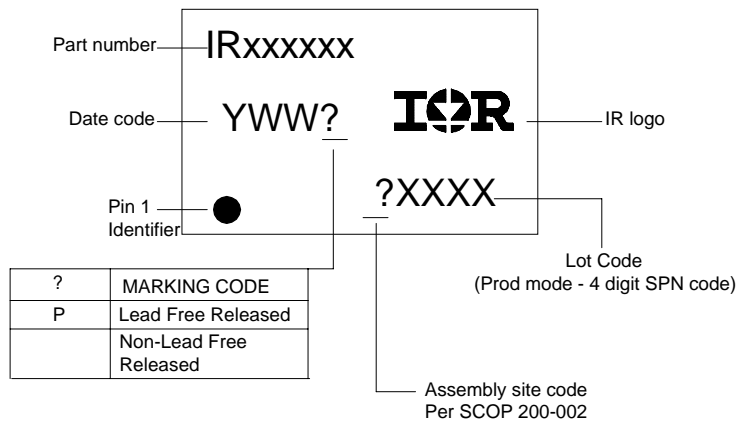 Part number
IRxxxxxx
Date code
YWW?
IOR
IR logo
Pin 1
Identifier
?XXXX
Lot Code
(Prod mode - 4 digit SPN code)
? MARKING CODE
P Lead Free Released
Non-Lead Free
Released
Assembly site code
Per SCOP 200-002